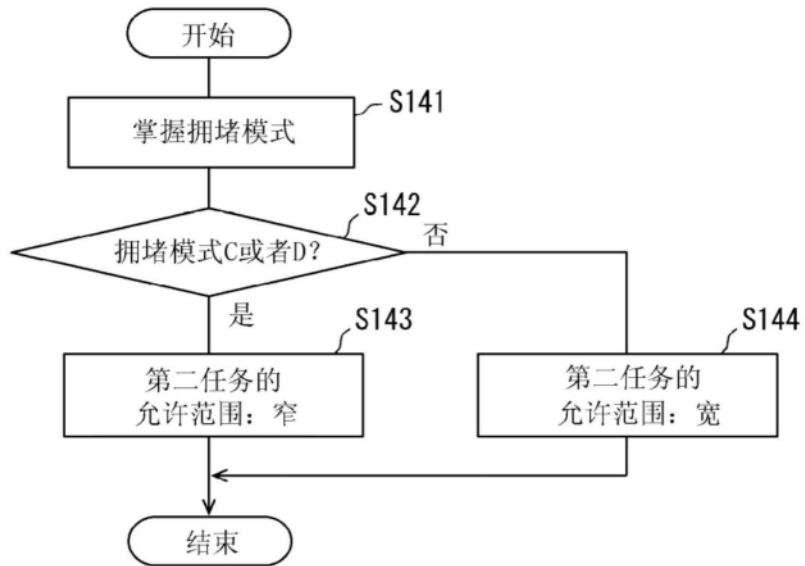 开始
S141
掌握拥堵模式
S142
拥堵模式C或者D?
否
是
S143
第二任务的
允许范围：窄
S144
第二任务的
允许范围：宽
结束